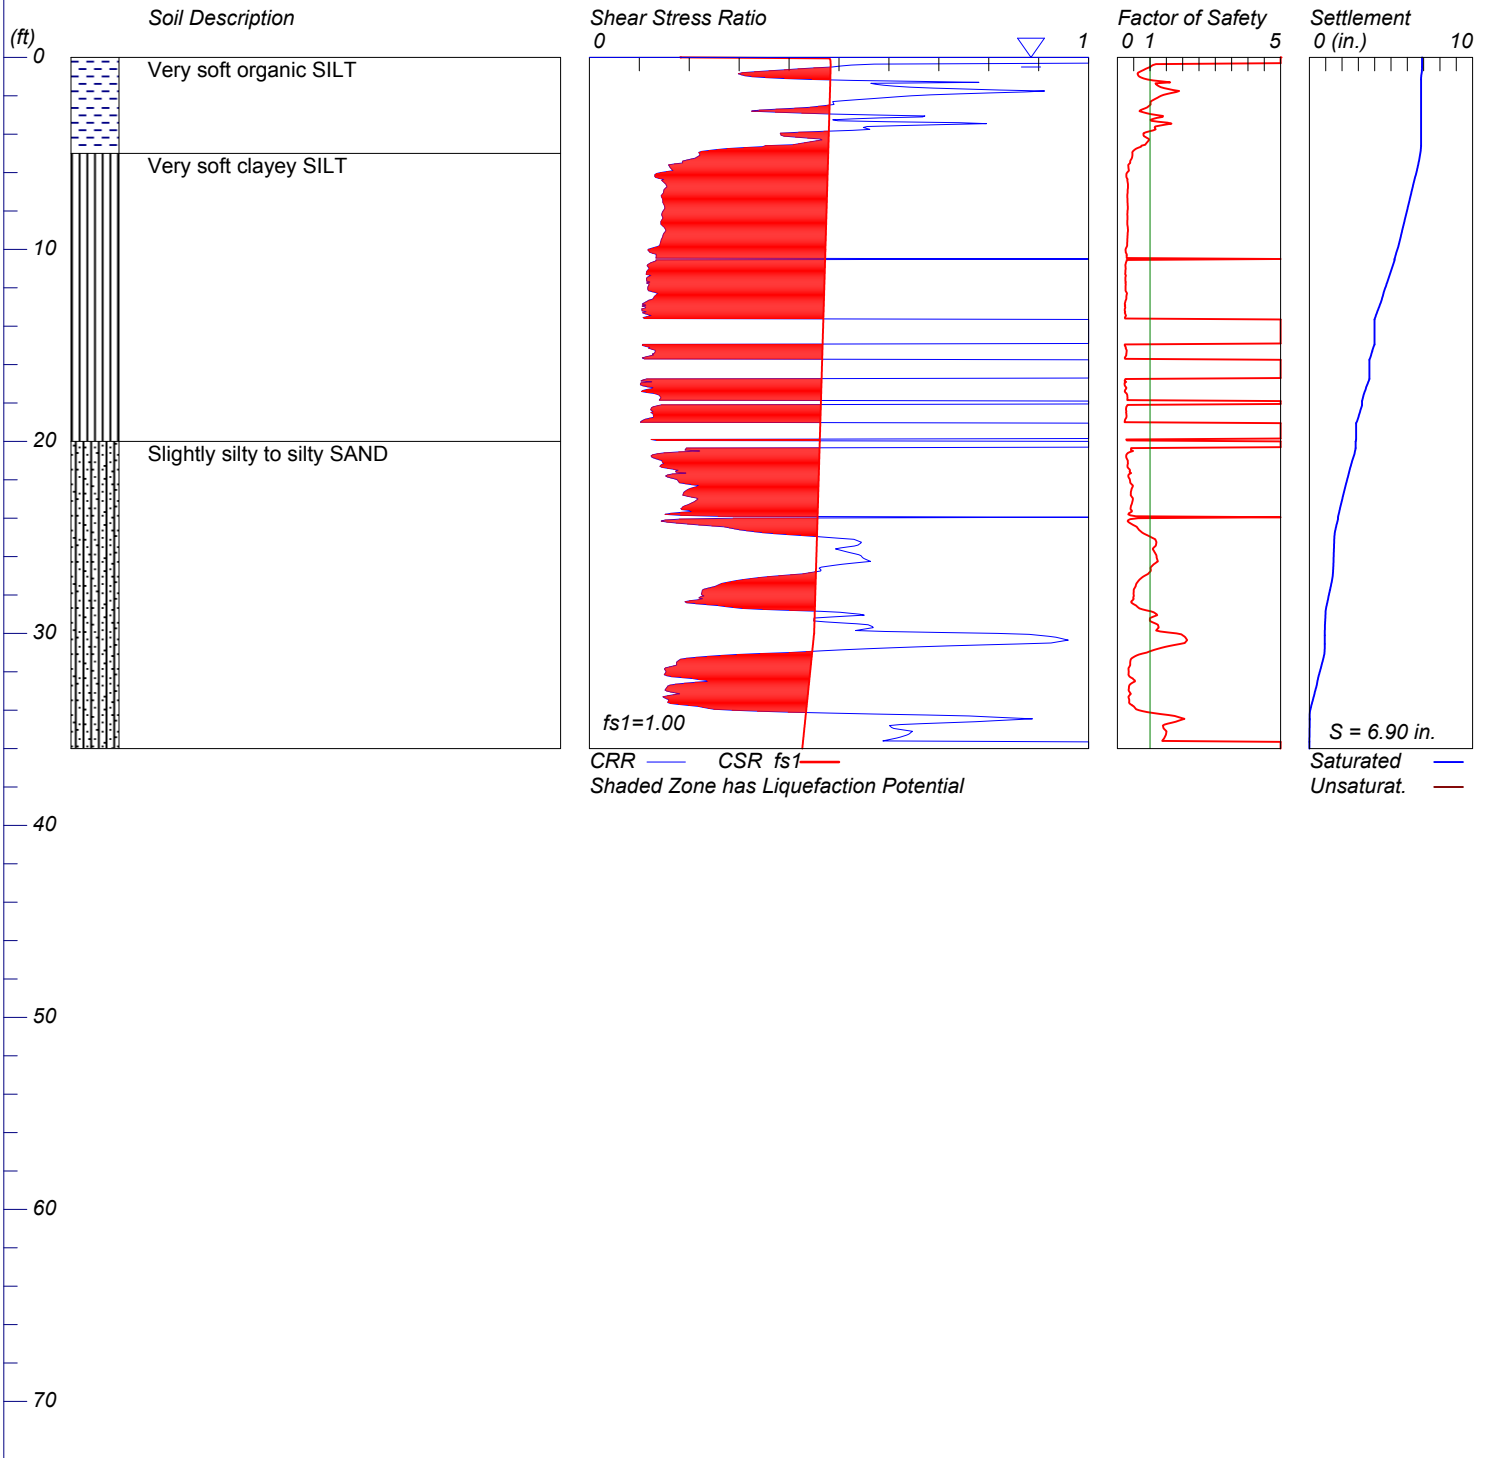 Soil Description
Shear Stress Ratio
Factor of Safety
Settlement
(ft)
0 1
0 1 5
0 (in.) 10
0
Very soft organic SILT
Very soft clayey SILT
10
20
Slightly silty to silty SAND
30
fs1=1.00
S = 6.90 in.
CRR CSR fs1
Saturated
Shaded Zone has Liquefaction Potential
Unsaturat.
40
50
60
70